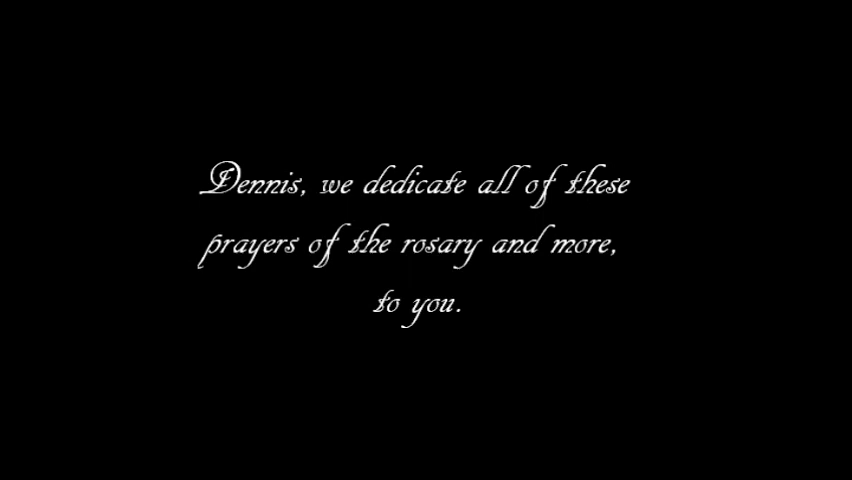 Dennis, we dedicate all of these
prayers of the rosary and more,
to you.